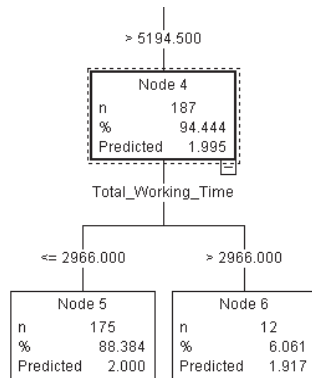 > 5194.500
Node 4
n 187
% 94.444
Predicted 1.995
Total_Working_Time
<= 2966.000
> 2966.000
Node 5
n 175
% 88.384
Predicted 2.000
Node 6
n 12
% 6.061
Predicted 1.917